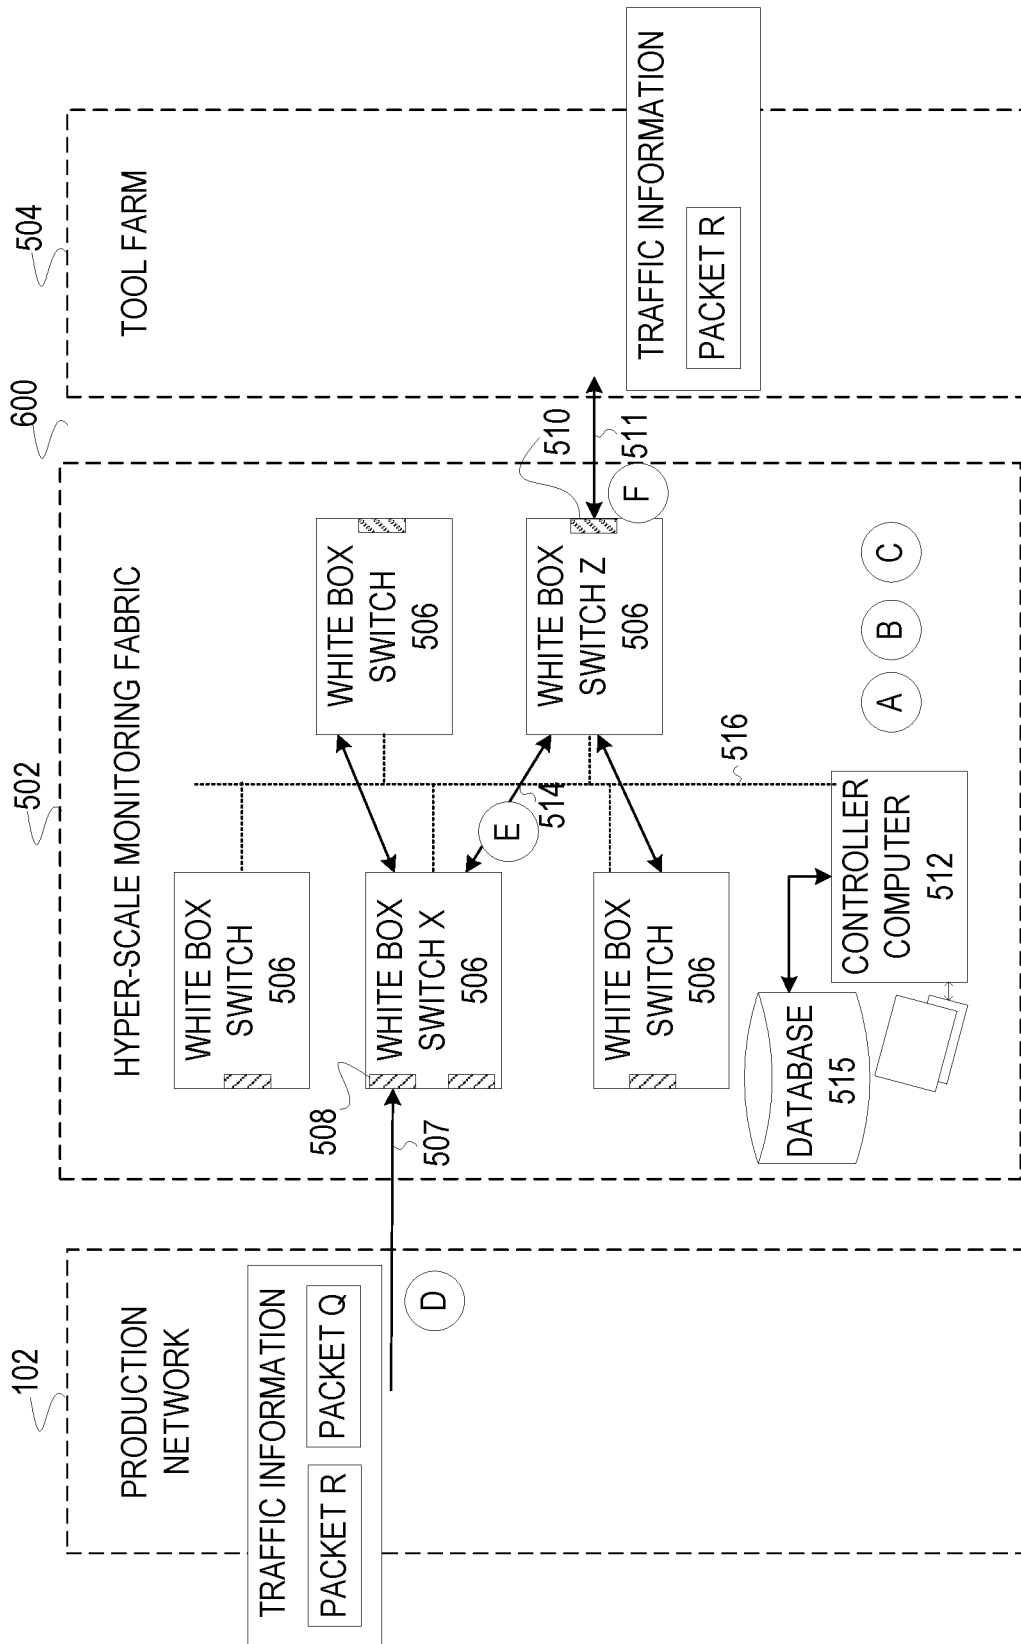 102
502
600
504
PRODUCTION
NETWORK
TRAFFIC INFORMATION
PACKET R
PACKET Q
D
HYPER-SCALE MONITORING FABRIC
WHITE BOX
SWITCH
506
508
507
WHITE BOX
SWITCH X
506
WHITE BOX
SWITCH
506
E
514
516
WHITE BOX
SWITCH
506
WHITE BOX
SWITCH Z
506
510
511
F
DATABASE
515
CONTROLLER
COMPUTER
512
A
B
C
TOOL FARM
TRAFFIC INFORMATION
PACKET R